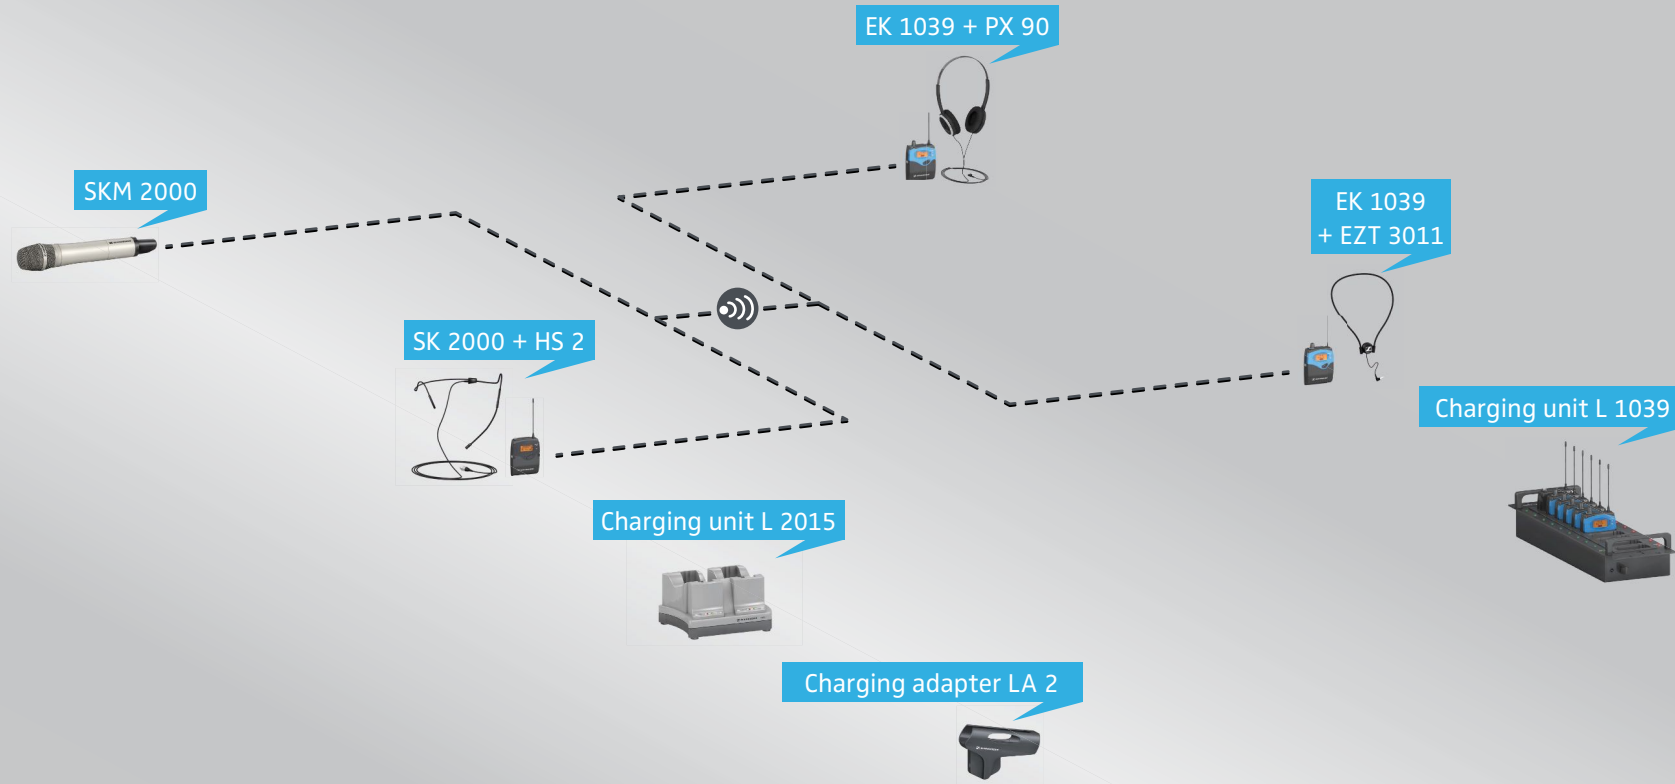 EK 1039 + PX 90
SKM 2000
EK 1039
+ EZT 3011
SK 2000 + HS 2
Charging unit L 1039
Charging unit L 2015
Charging adapter LA 2